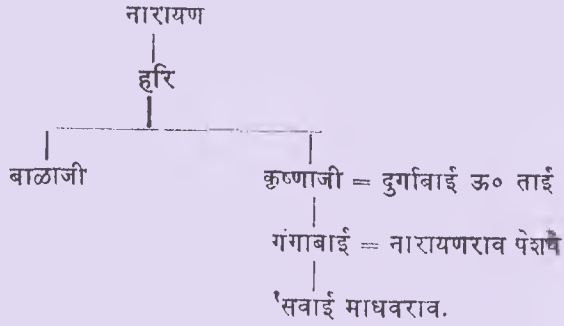 नारायण
हरि
बाळाजी कृष्णाजी = दुर्गाबाई ऊ० ताई
गंगाबाई = नारायणराव पेशवे
सवाई माधवराव.